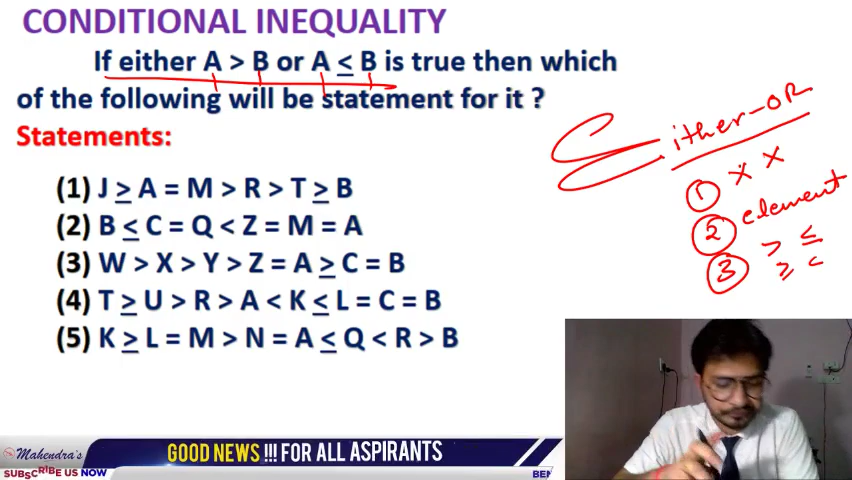 CONDITIONAL INEQUALITY
If either A > B or A ≤ B is true then which
of the following will be statement for it ?
Statements:
(1) J ≥ A = M > R > T ≥ B
(2) B ≤ C = Q < Z = M = A
(3) W > X > Y > Z = A ≥ C = B
(4) T ≥ U > R > A < K ≤ L = C = B
(5) K ≥ L = M > N = A ≤ Q < R > B
Either-OR
① X X
② element
③ > ≤
≥ <
Mahendra's
SUBSCRIBE US NOW
GOOD NEWS !!! FOR ALL ASPIRANTS
BEN